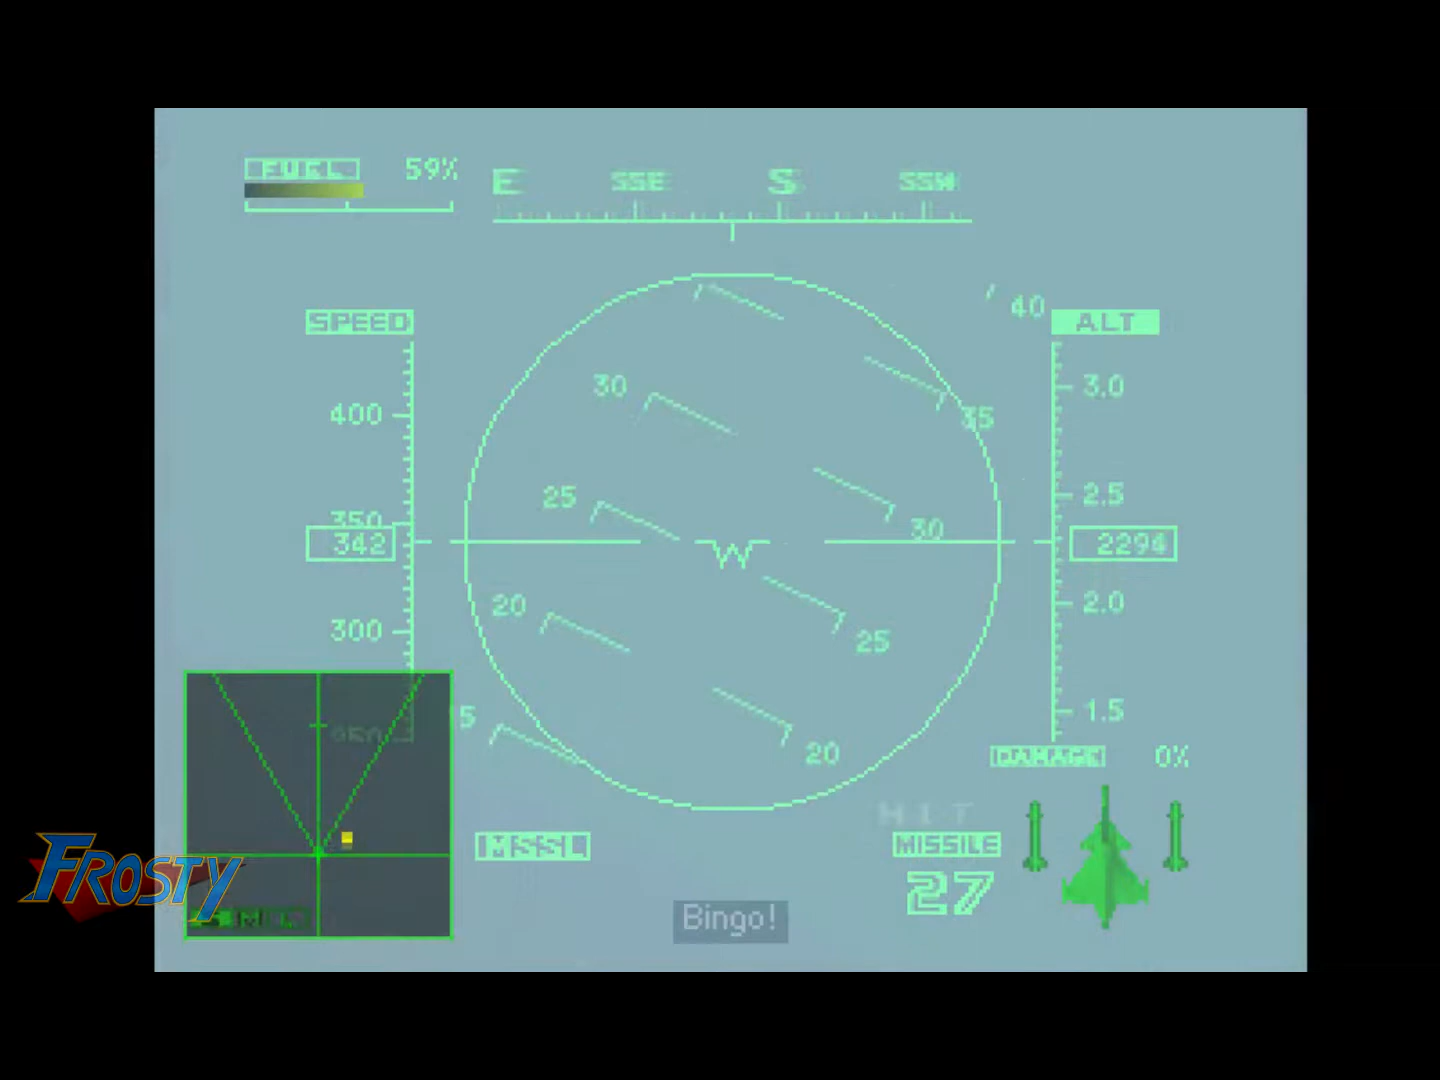 FUEL 59%
E SSE S SSW
SPEED
400
350
342
300
40
ALT
3.0
2.5
2294
2.0
1.5
30
35
25
30
20
25
5
20
DAMAGE 0%
HIT
MISSILE
27
MSSL
Bingo!
FROSTY